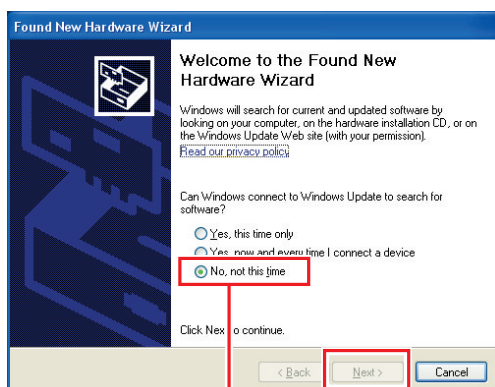 Found New Hardware Wizard
Welcome to the Found New
Hardware Wizard
Windows will search for current and updated software by
looking on your computer, on the hardware installation CD, or on
the Windows Update Web site (with your permission).
Read our privacy policy
Can Windows connect to Windows Update to search for
software?
Yes, this time only
Yes, now and every time I connect a device
No, not this time
Click Nex o continue.
< Back
Next >
Cancel